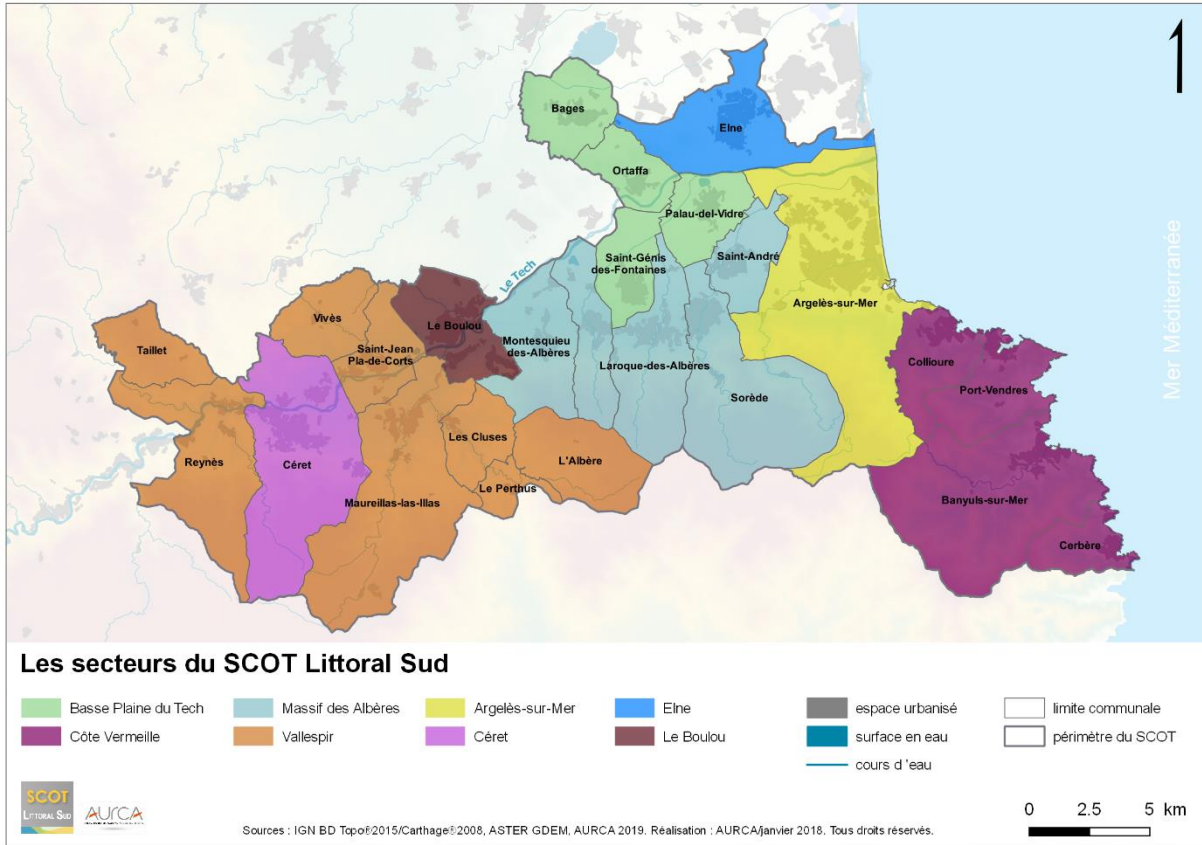 Bages
Elne
Ortaffa
Palau-del-Vidre
Saint-Génis
des-Fontaines
Saint-André
Le Tech
Mer Méditerranée
Argelès-sur-Mer
Vivès
Le Boulou
Taillet
Saint-Jean
Pla-de-Corts
Montesquieu
des-Albères
Laroque-des-Albères
Collioure
Port-Vendres
Sorède
Les Cluses
L'Albère
Reynès
Céret
Le Perthus
Maureillas-las-Illas
Banyuls-sur-Mer
Cerbère
Les secteurs du SCOT Littoral Sud
Basse Plaine du Tech
Massif des Albères
Argelès-sur-Mer
Elne
espace urbanisé
limite communale
Côte Vermeille
Vallespir
Céret
Le Boulou
surface en eau
périmètre du SCOT
cours d 'eau
SCOT
LITTORAL SUD
AURCA
0 2.5 5 km
Sources : IGN BD Topo®2015/Carthage®2008, ASTER GDEM, AURCA 2019. Réalisation : AURCA/janvier 2018. Tous droits réservés.